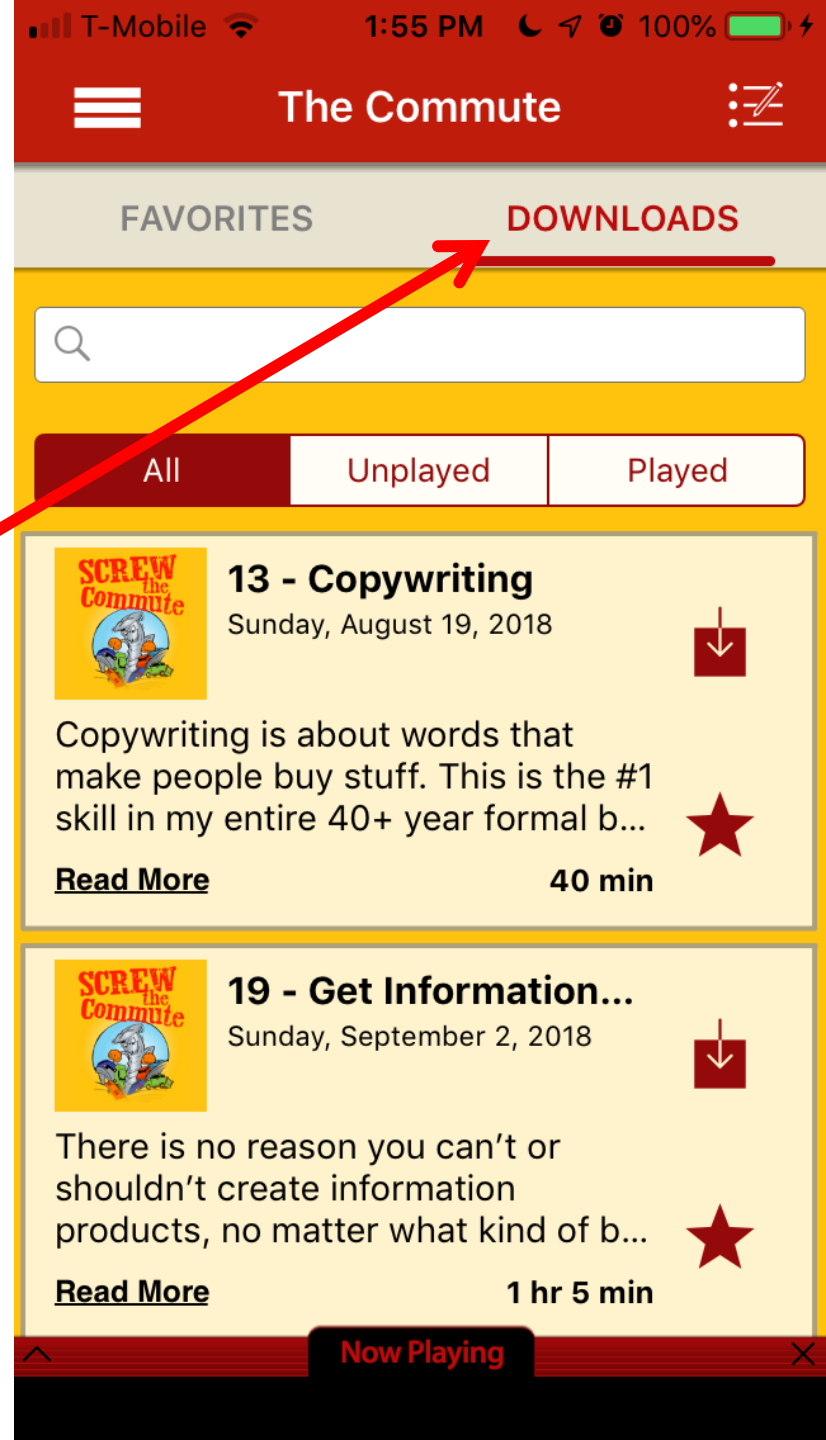 T-Mobile 1:55 PM 100%
The Commute
FAVORITES DOWNLOADS
All Unplayed Played
SCREW
the
Commute
13 - Copywriting
Sunday, August 19, 2018
Copywriting is about words that
make people buy stuff. This is the #1
skill in my entire 40+ year formal b...
Read More 40 min
SCREW
the
Commute
19 - Get Information...
Sunday, September 2, 2018
There is no reason you can’t or
shouldn’t create information
products, no matter what kind of b...
Read More 1 hr 5 min
Now Playing